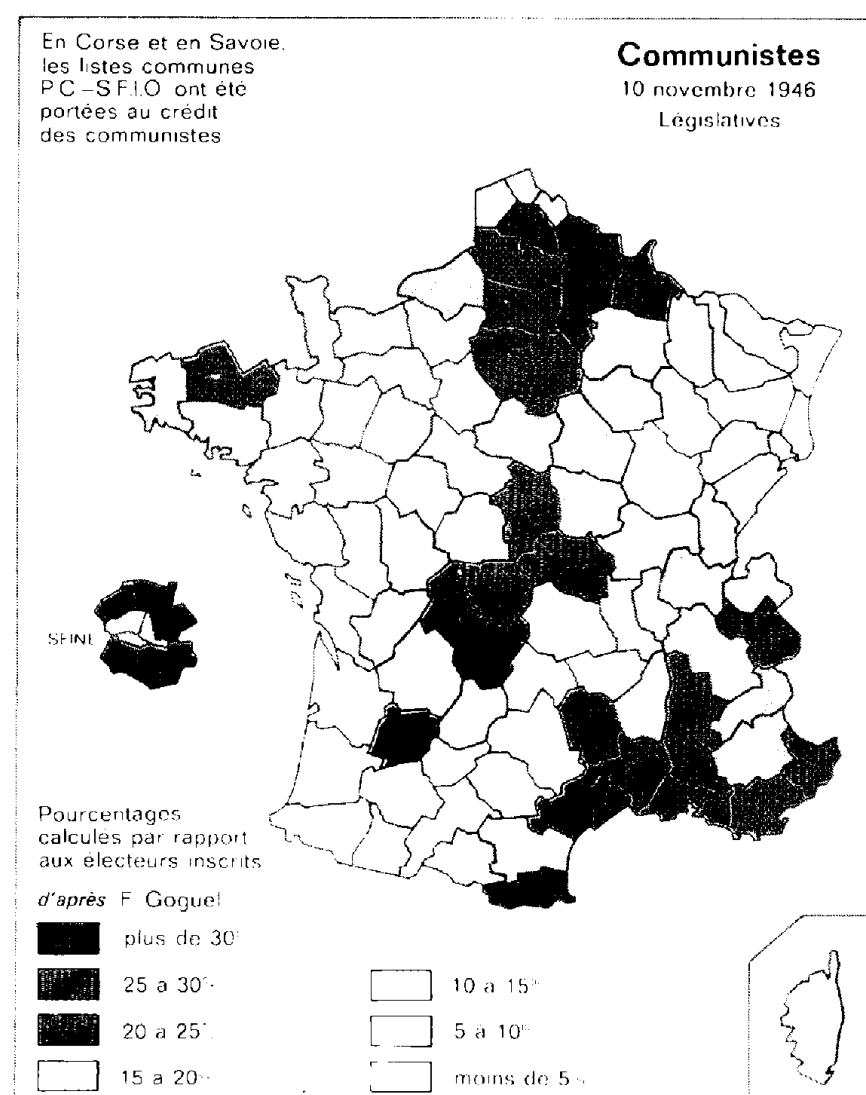 En Corse et en Savoie,
les listes communes
P C – S F.I.O ont été
portées au crédit
des communistes
Communistes
10 novembre 1946
Législatives
SEINE
Pourcentages
calculés par rapport
aux électeurs inscrits
d'après F Goguel
plus de 30%
25 a 30%
20 a 25%
15 a 20%
10 a 15%
5 à 10%
moins de 5%